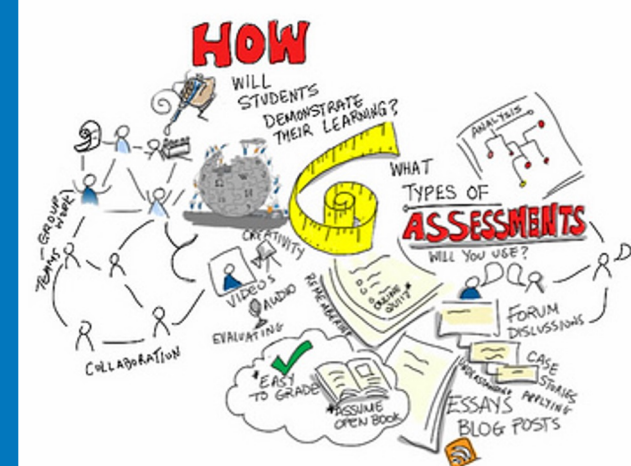 HOW
WILL
STUDENTS
DEMONSTRATE
THEIR LEARNING?
WHAT
TYPES OF
ASSESSMENTS
WILL YOU USE?
ANALYSIS
TEAMS
GROUP
WORK
COLLABORATION
CREATIVITY
VIDEOS
AUDIO
EVALUATING
REMEMBERING
ONLINE
QUIZ
FORUM
DISCUSSIONS
CASE
STORIES
UNDERSTANDING
APPLYING
*EASY
TO GRADE
*ASSUME
OPEN BOOK
ESSAYS
BLOG POSTS